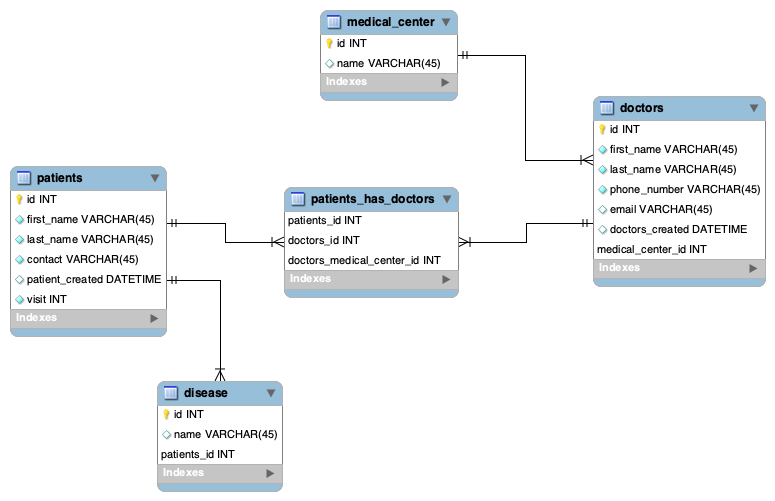 medical_center
id INT
name VARCHAR(45)
Indexes
doctors
id INT
first_name VARCHAR(45)
last_name VARCHAR(45)
phone_number VARCHAR(45)
email VARCHAR(45)
doctors_created DATETIME
medical_center_id INT
Indexes
patients
id INT
first_name VARCHAR(45)
last_name VARCHAR(45)
contact VARCHAR(45)
patient_created DATETIME
visit INT
Indexes
patients_has_doctors
patients_id INT
doctors_id INT
doctors_medical_center_id INT
Indexes
disease
id INT
name VARCHAR(45)
patients_id INT
Indexes